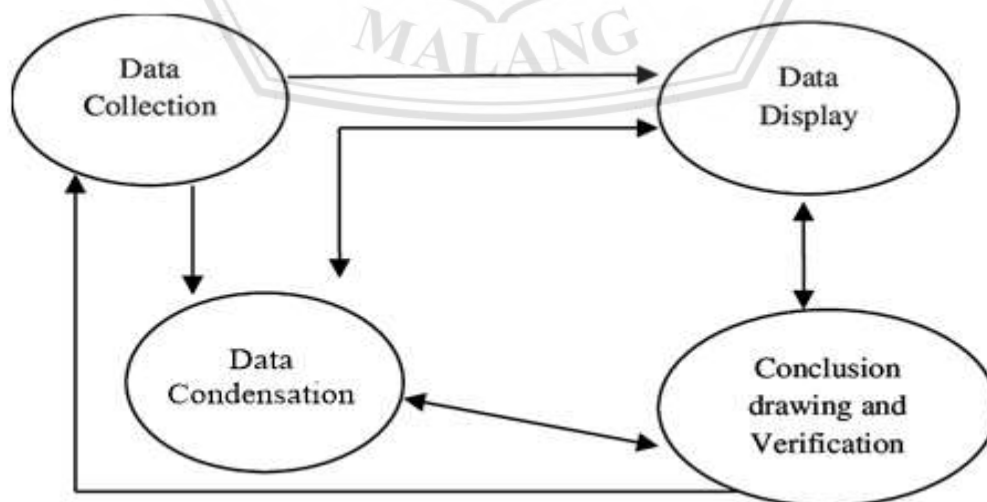 MALANG
Data
Collection
Data
Display
Data
Condensation
Conclusion
drawing and
Verification